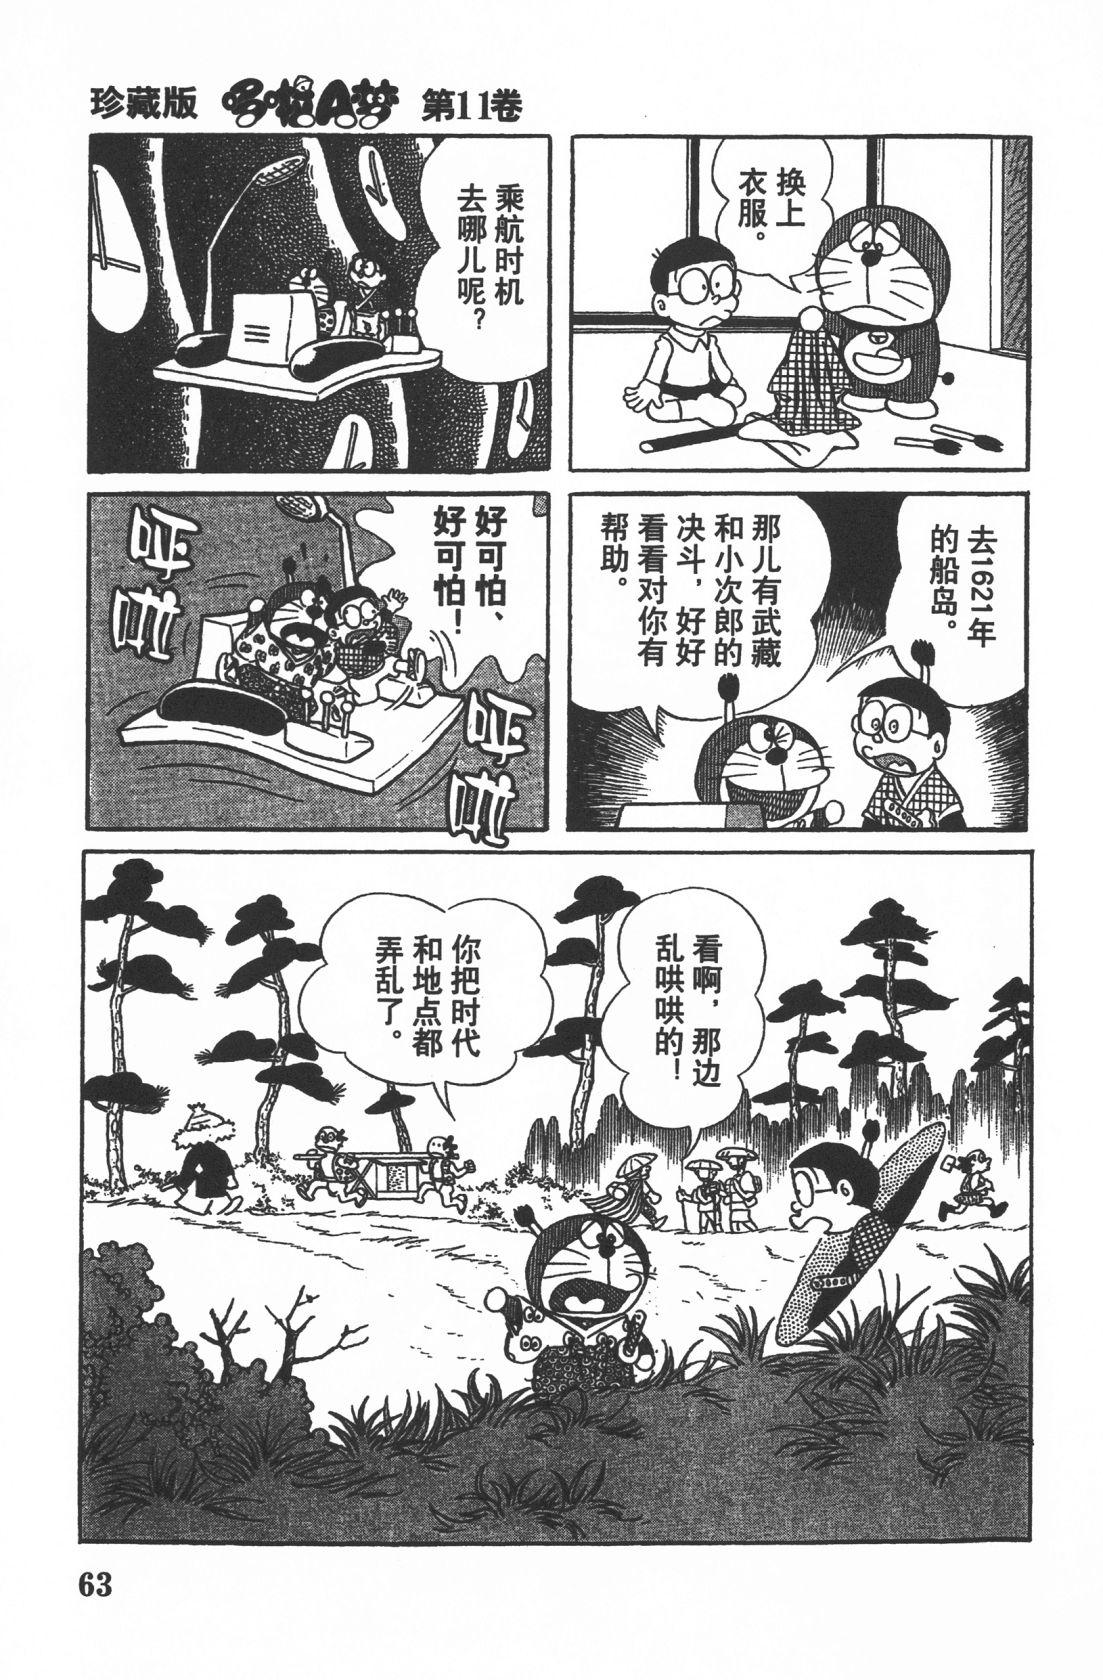 珍藏版 哆啦A梦 第11卷
换上
衣服。
乘航时机
去哪儿呢？
去1621年
的船岛。
那儿有武藏
和小次郎的
决斗，好好
看看对你有
帮助。
好可怕、
好可怕！
呼
啦
呼
啦
看啊，那边
乱哄哄的！
你把时代
和地点都
弄乱了。
63